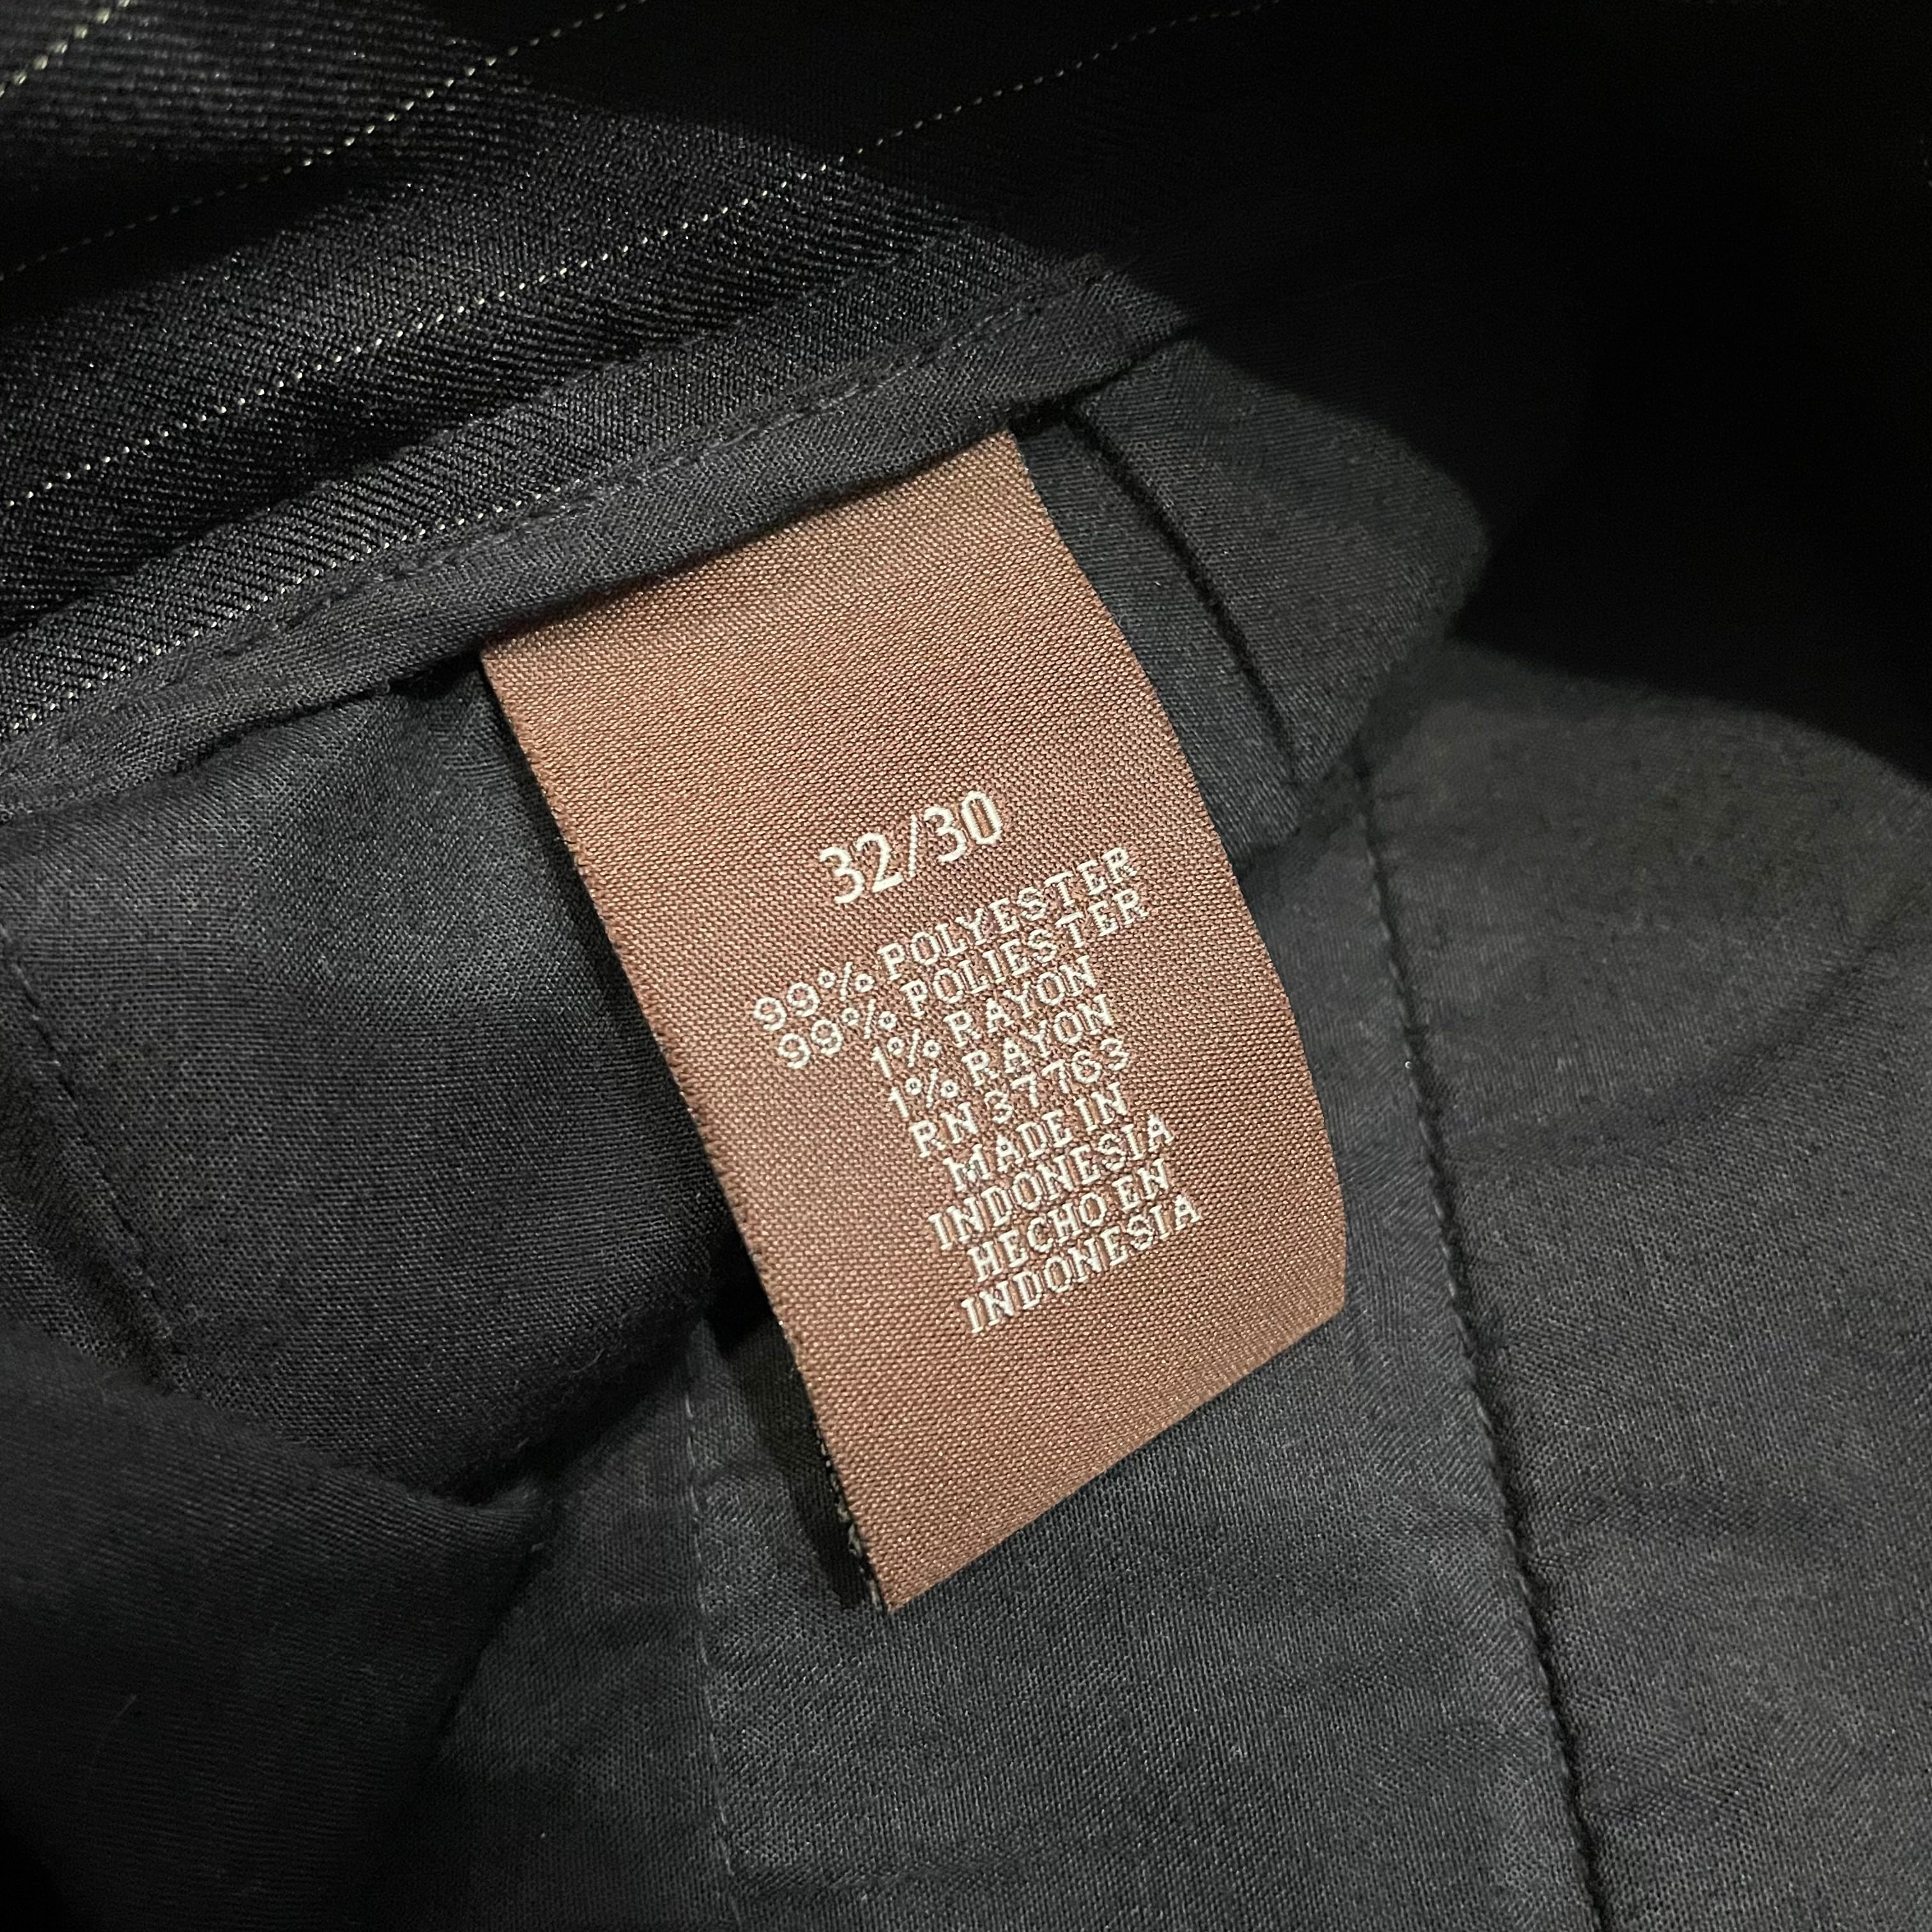 32/30
99% POLYESTER
99% POLIESTER
1% RAYON
1% RAYON
RN 37763
MADE IN
INDONESIA
HECHO EN
INDONESIA